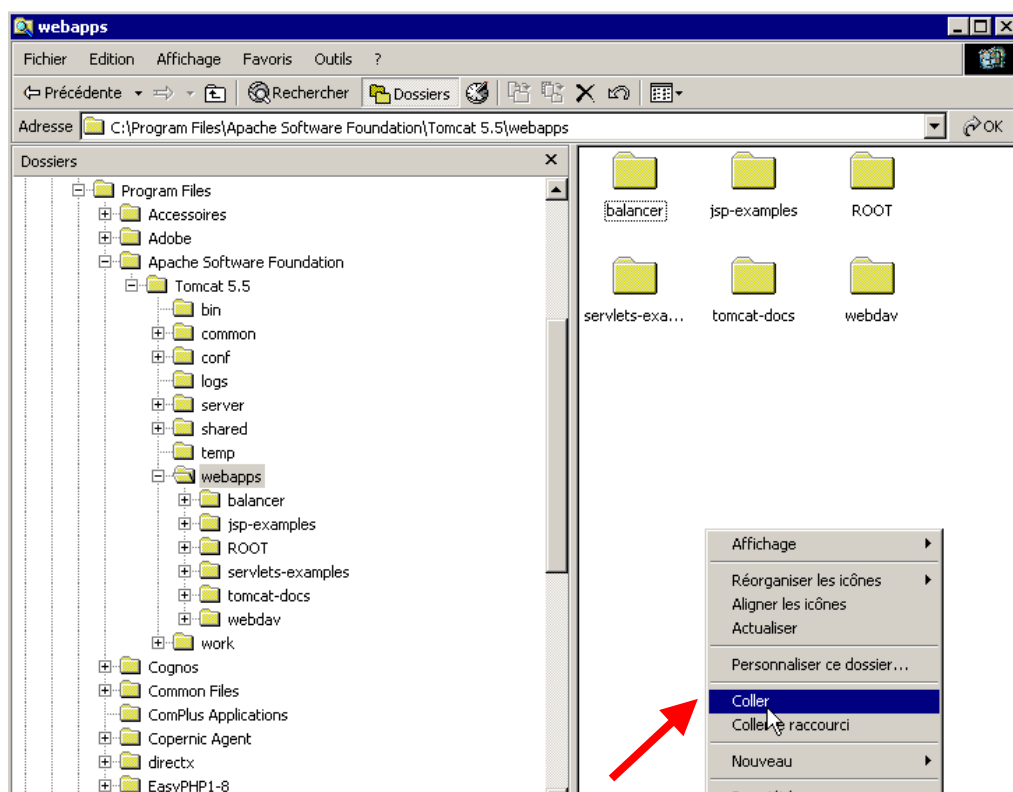 webapps
Fichier Edition Affichage Favoris Outils ?
Précédente Rechercher Dossiers
Adresse C:\Program Files\Apache Software Foundation\Tomcat 5.5\webapps OK
Dossiers
Program Files
Accessoires
Adobe
Apache Software Foundation
Tomcat 5.5
bin
common
conf
logs
server
shared
temp
webapps
balancer
jsp-examples
ROOT
servlets-examples
tomcat-docs
webdav
work
Cognos
Common Files
ComPlus Applications
Copernic Agent
directx
EasyPHP1-8
balancer jsp-examples ROOT
servlets-exa... tomcat-docs webdav
Affichage
Réorganiser les icônes
Aligner les icônes
Actualiser
Personnaliser ce dossier...
Coller
Coller raccourci
Nouveau